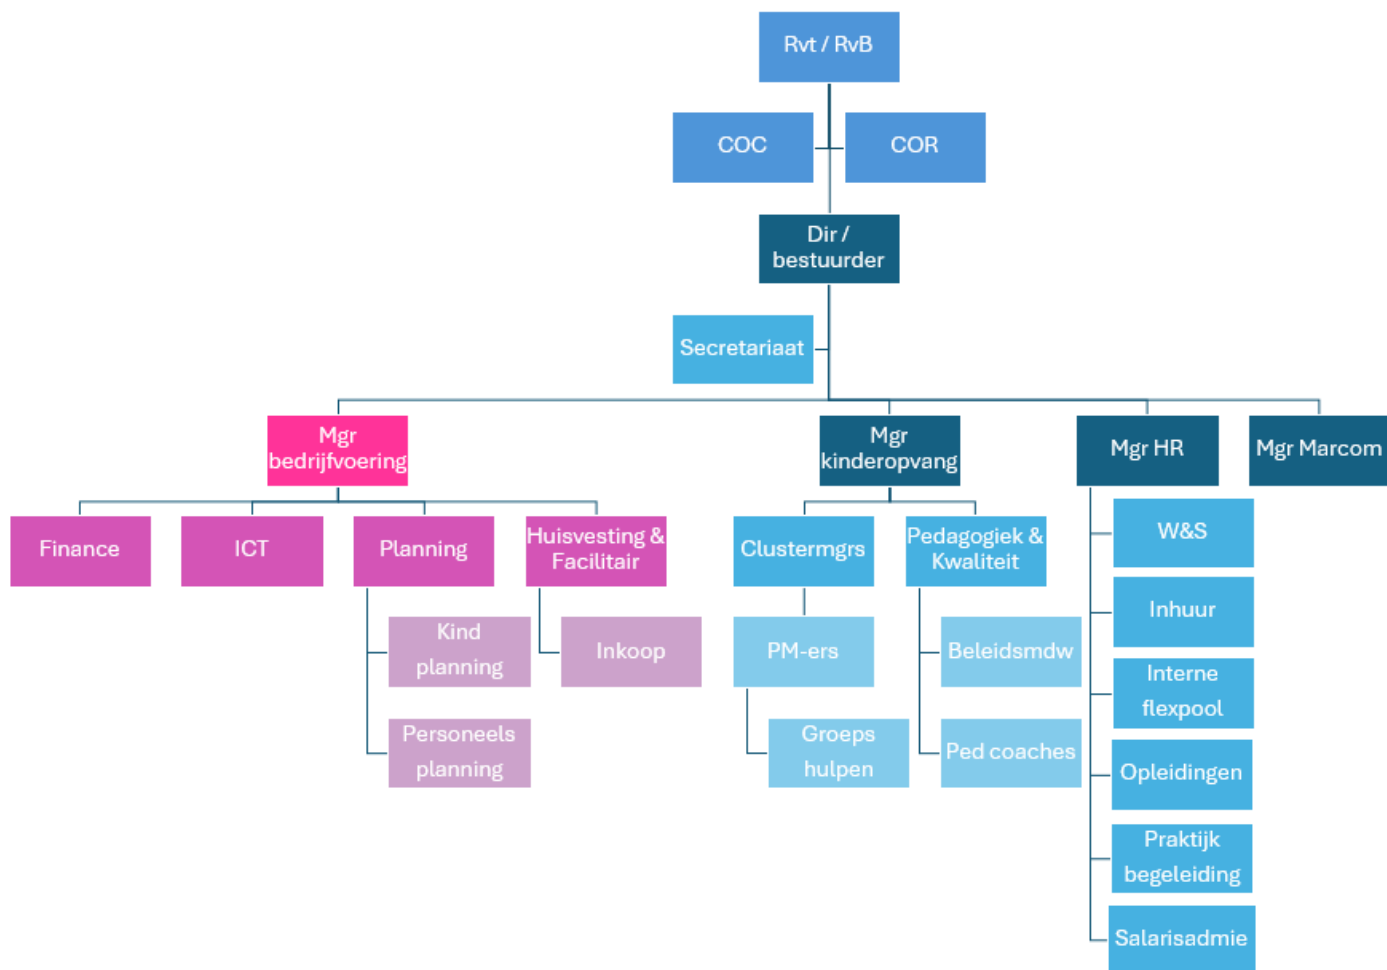 Rvt / RvB
COC
COR
Dir /
bestuurder
Secretariaat
Mgr
bedrijfvoering
Mgr
kinderopvang
Mgr HR
Mgr Marcom
Finance
ICT
Planning
Huisvesting &
Facilitair
Clustermgrs
Pedagogiek &
Kwaliteit
W&S
Kind
planning
Inkoop
PM-ers
Beleidsmdw
Inhuur
Personeels
planning
Groeps
hulpen
Ped coaches
Interne
flexpool
Opleidingen
Praktijk
begeleiding
Salarisadmie